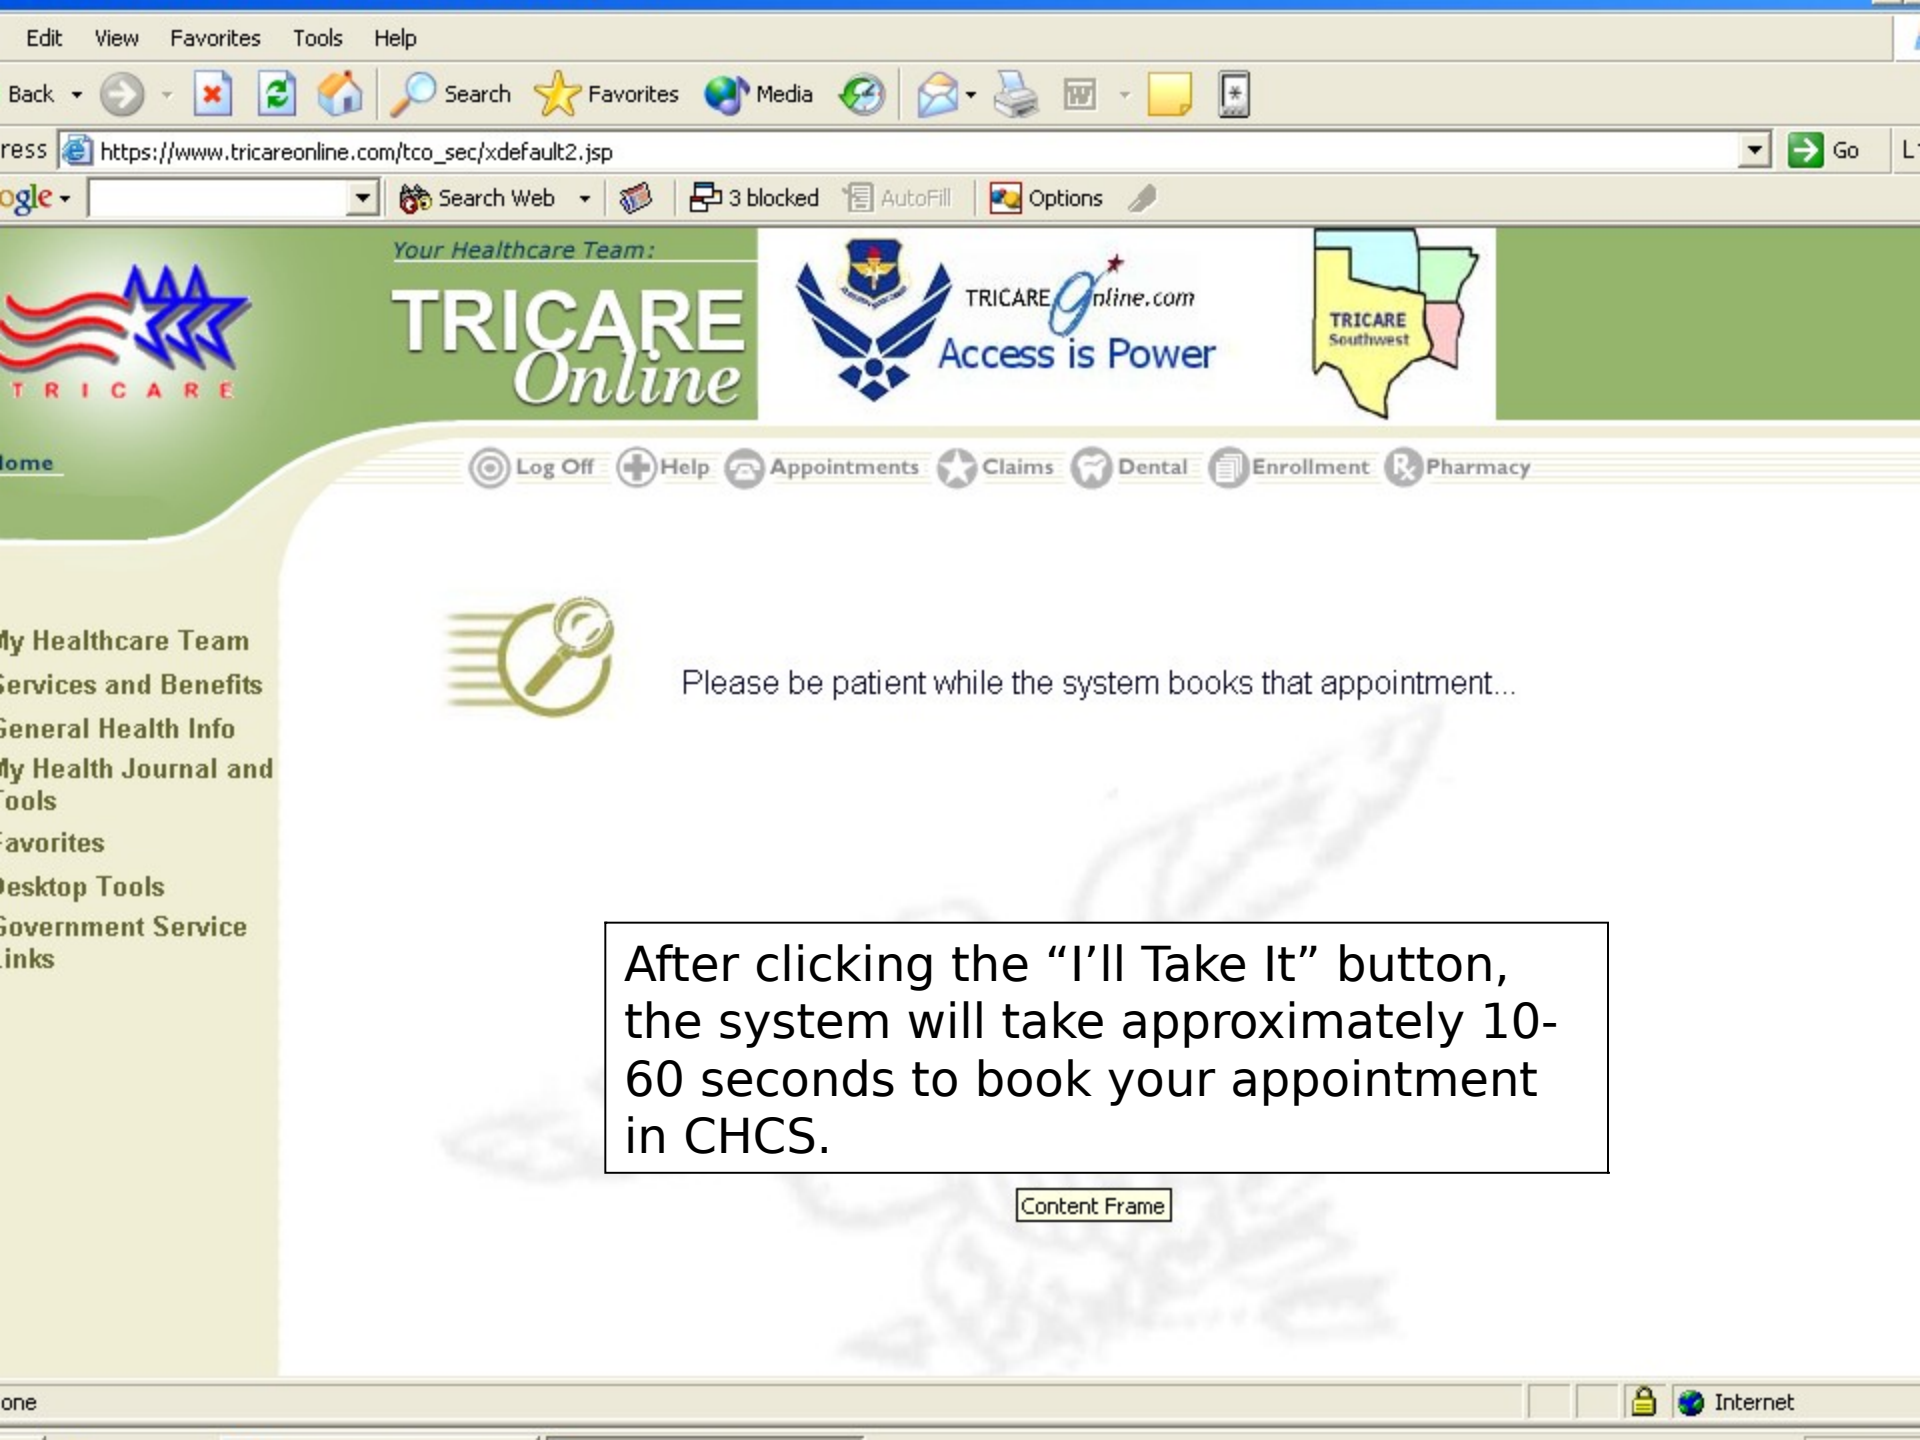 Edit View Favorites Tools Help
Back Search Favorites Media
ress https://www.tricareonline.com/tco_sec/xdefault2.jsp Go
ogle Search Web 3 blocked AutoFill Options
Your Healthcare Team:
TRICARE
Online
TRICARE Online.com
Access is Power
TRICARE
Southwest
TRICARE
ome
Log Off Help Appointments Claims Dental Enrollment Pharmacy
My Healthcare Team
Services and Benefits
General Health Info
My Health Journal and
Tools
Favorites
Desktop Tools
Government Service
Links
Please be patient while the system books that appointment...
After clicking the “I’ll Take It” button,
the system will take approximately 10-
60 seconds to book your appointment
in CHCS.
Content Frame
one Internet